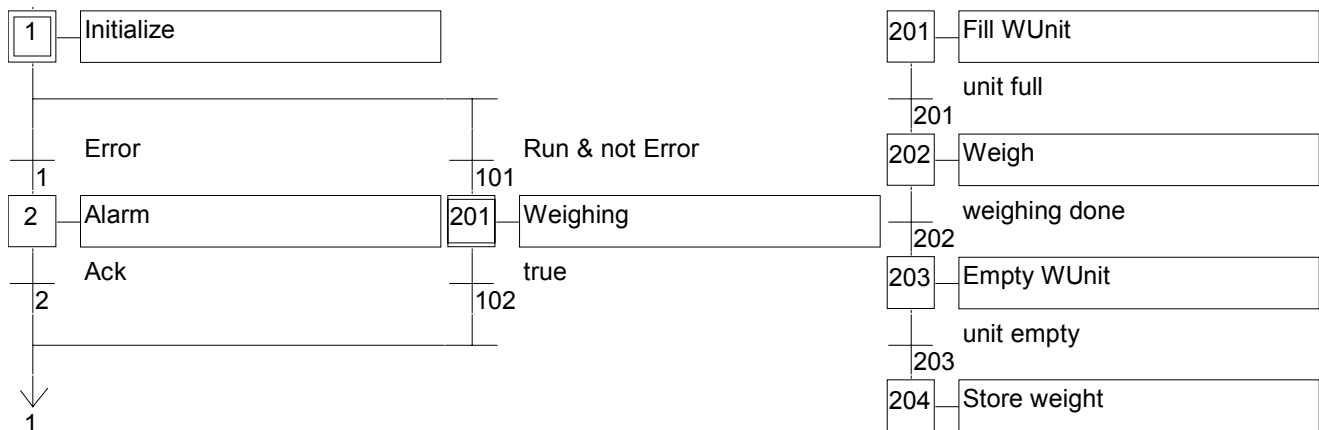 1 Initialize
Error
1
Run & not Error
101
2 Alarm
201 Weighing
Ack
2
true
102
1
201 Fill WUnit
unit full
201
202 Weigh
weighing done
202
203 Empty WUnit
unit empty
203
204 Store weight